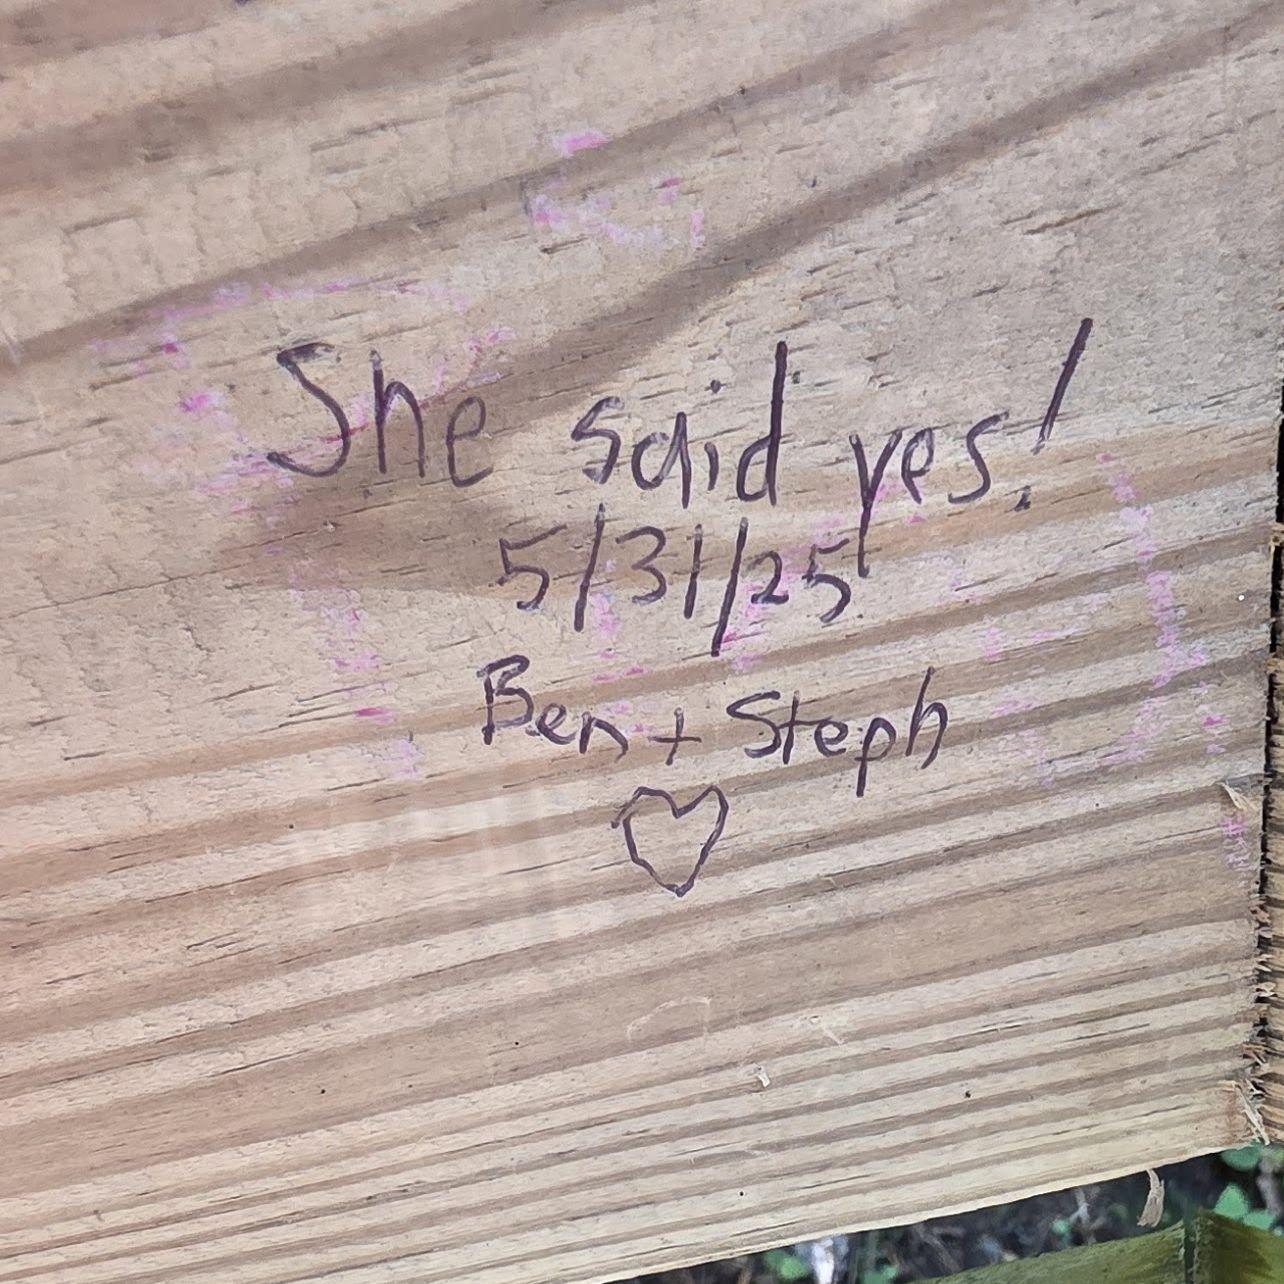 She said yes!
5/31/25
Ben + Steph